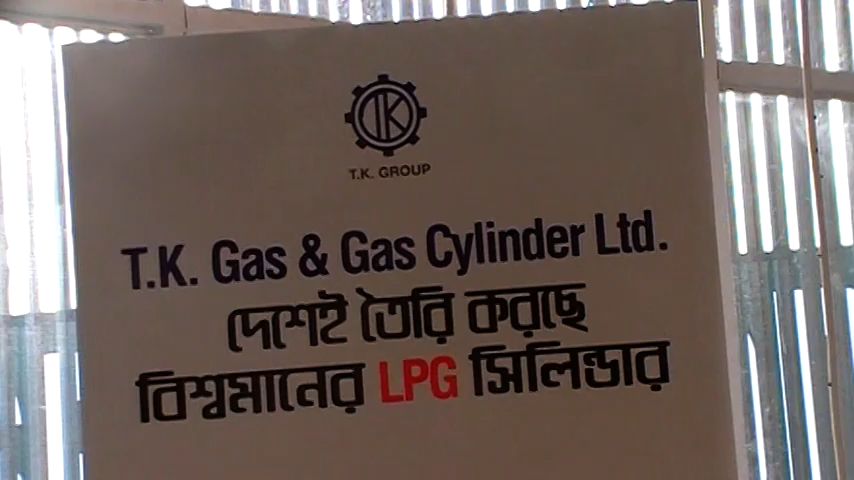 TK
T.K. GROUP
T.K. Gas & Gas Cylinder Ltd.
দেশেই তৈরি করছে
বিশ্বমানের LPG সিলিন্ডার